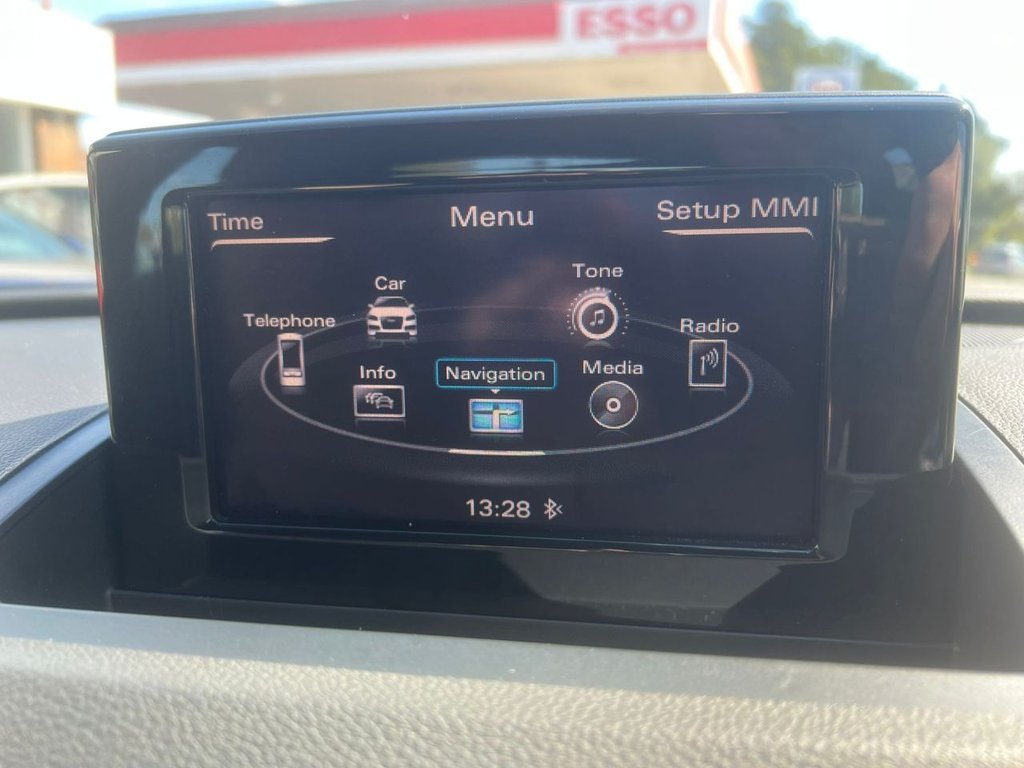 ESSO
Time
Menu
Setup MMI
Car
Tone
Telephone
Radio
Info
Navigation
Media
13:28